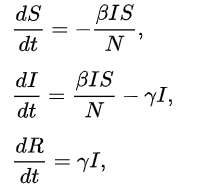 dS/dt = −βIS/N,
dI/dt = βIS/N − γI,
dR/dt = γI,